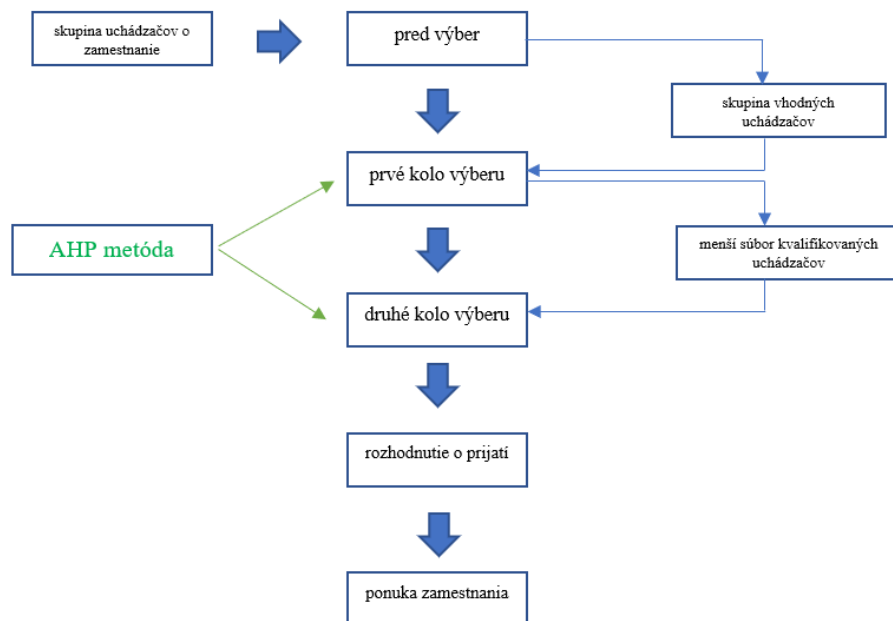 skupina uchádzačov o
zamestnanie
pred výber
skupina vhodných
uchádzačov
prvé kolo výberu
AHP metóda
menší súbor kvalifikovaných
uchádzačov
druhé kolo výberu
rozhodnutie o prijatí
ponuka zamestnania